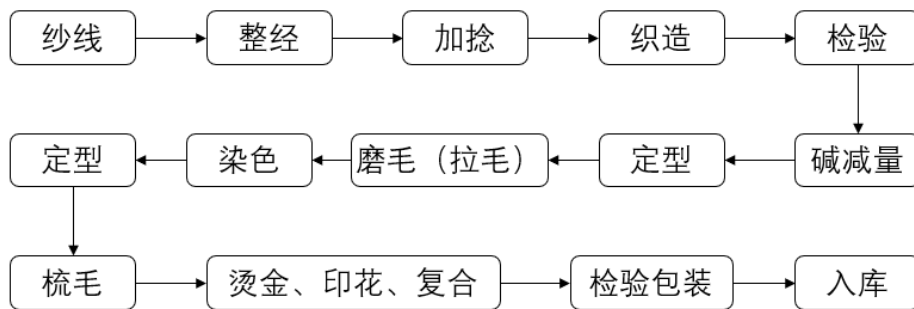 纱线 整经 加捻 织造 检验
定型 染色 磨毛（拉毛） 定型 碱减量
梳毛 烫金、印花、复合 检验包装 入库